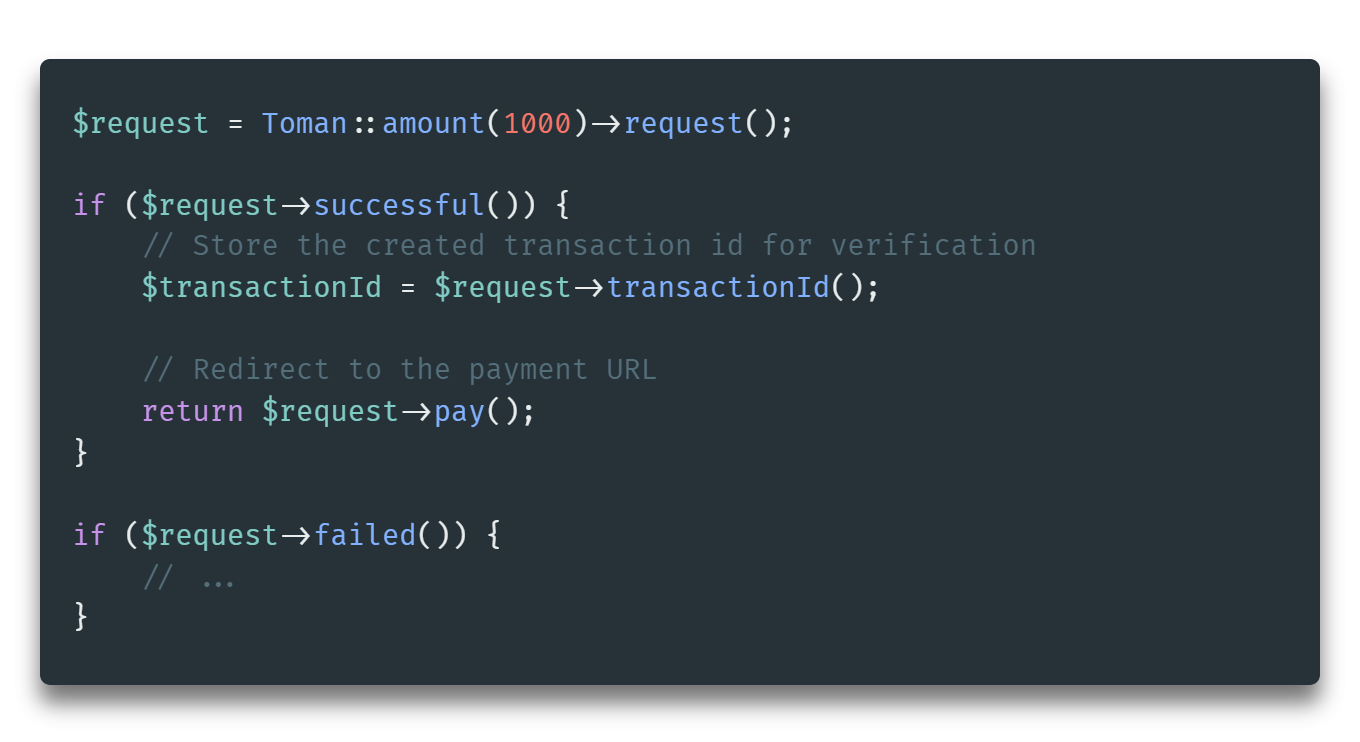 $request = Toman::amount(1000)->request();
if ($request->successful()) {
// Store the created transaction id for verification
$transactionId = $request->transactionId();
// Redirect to the payment URL
return $request->pay();
}
if ($request->failed()) {
// ...
}